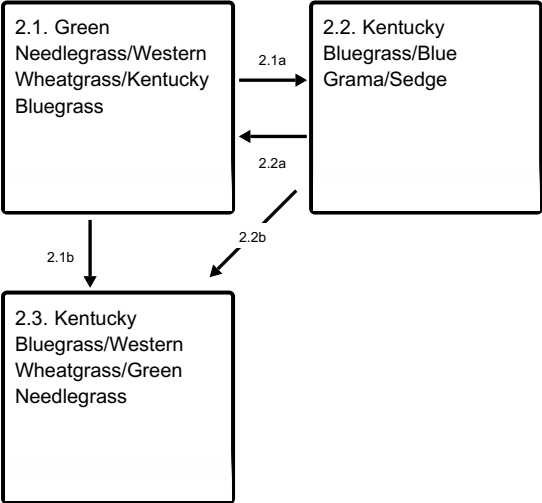 2.1. Green
Needlegrass/Western
Wheatgrass/Kentucky
Bluegrass
2.1a
2.2. Kentucky
Bluegrass/Blue
Grama/Sedge
2.2a
2.2b
2.1b
2.3. Kentucky
Bluegrass/Western
Wheatgrass/Green
Needlegrass